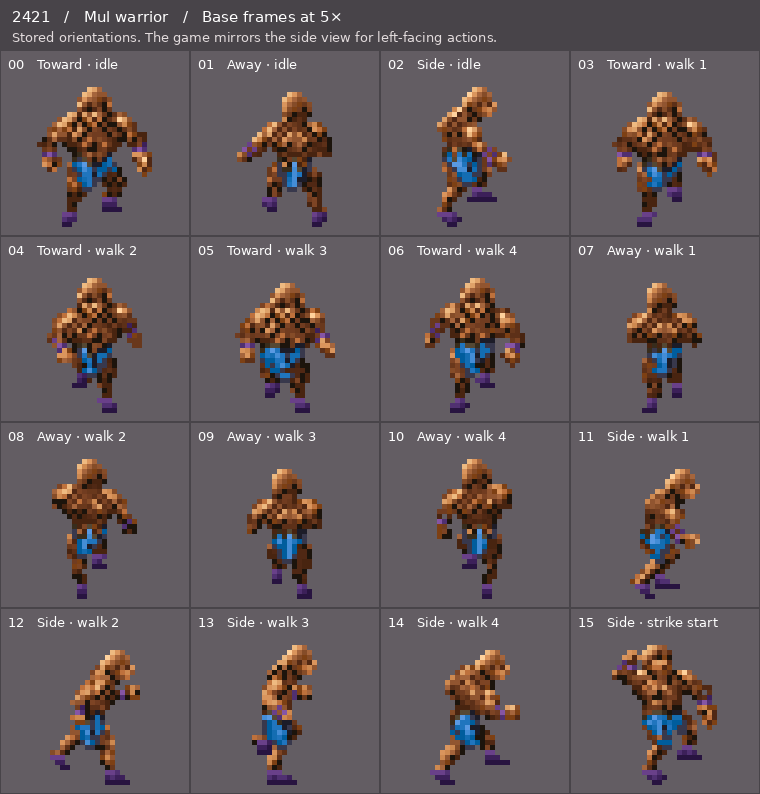 2421 / Mul warrior / Base frames at 5×
Stored orientations. The game mirrors the side view for left-facing actions.
00 Toward · idle
01 Away · idle
02 Side · idle
03 Toward · walk 1
04 Toward · walk 2
05 Toward · walk 3
06 Toward · walk 4
07 Away · walk 1
08 Away · walk 2
09 Away · walk 3
10 Away · walk 4
11 Side · walk 1
12 Side · walk 2
13 Side · walk 3
14 Side · walk 4
15 Side · strike start